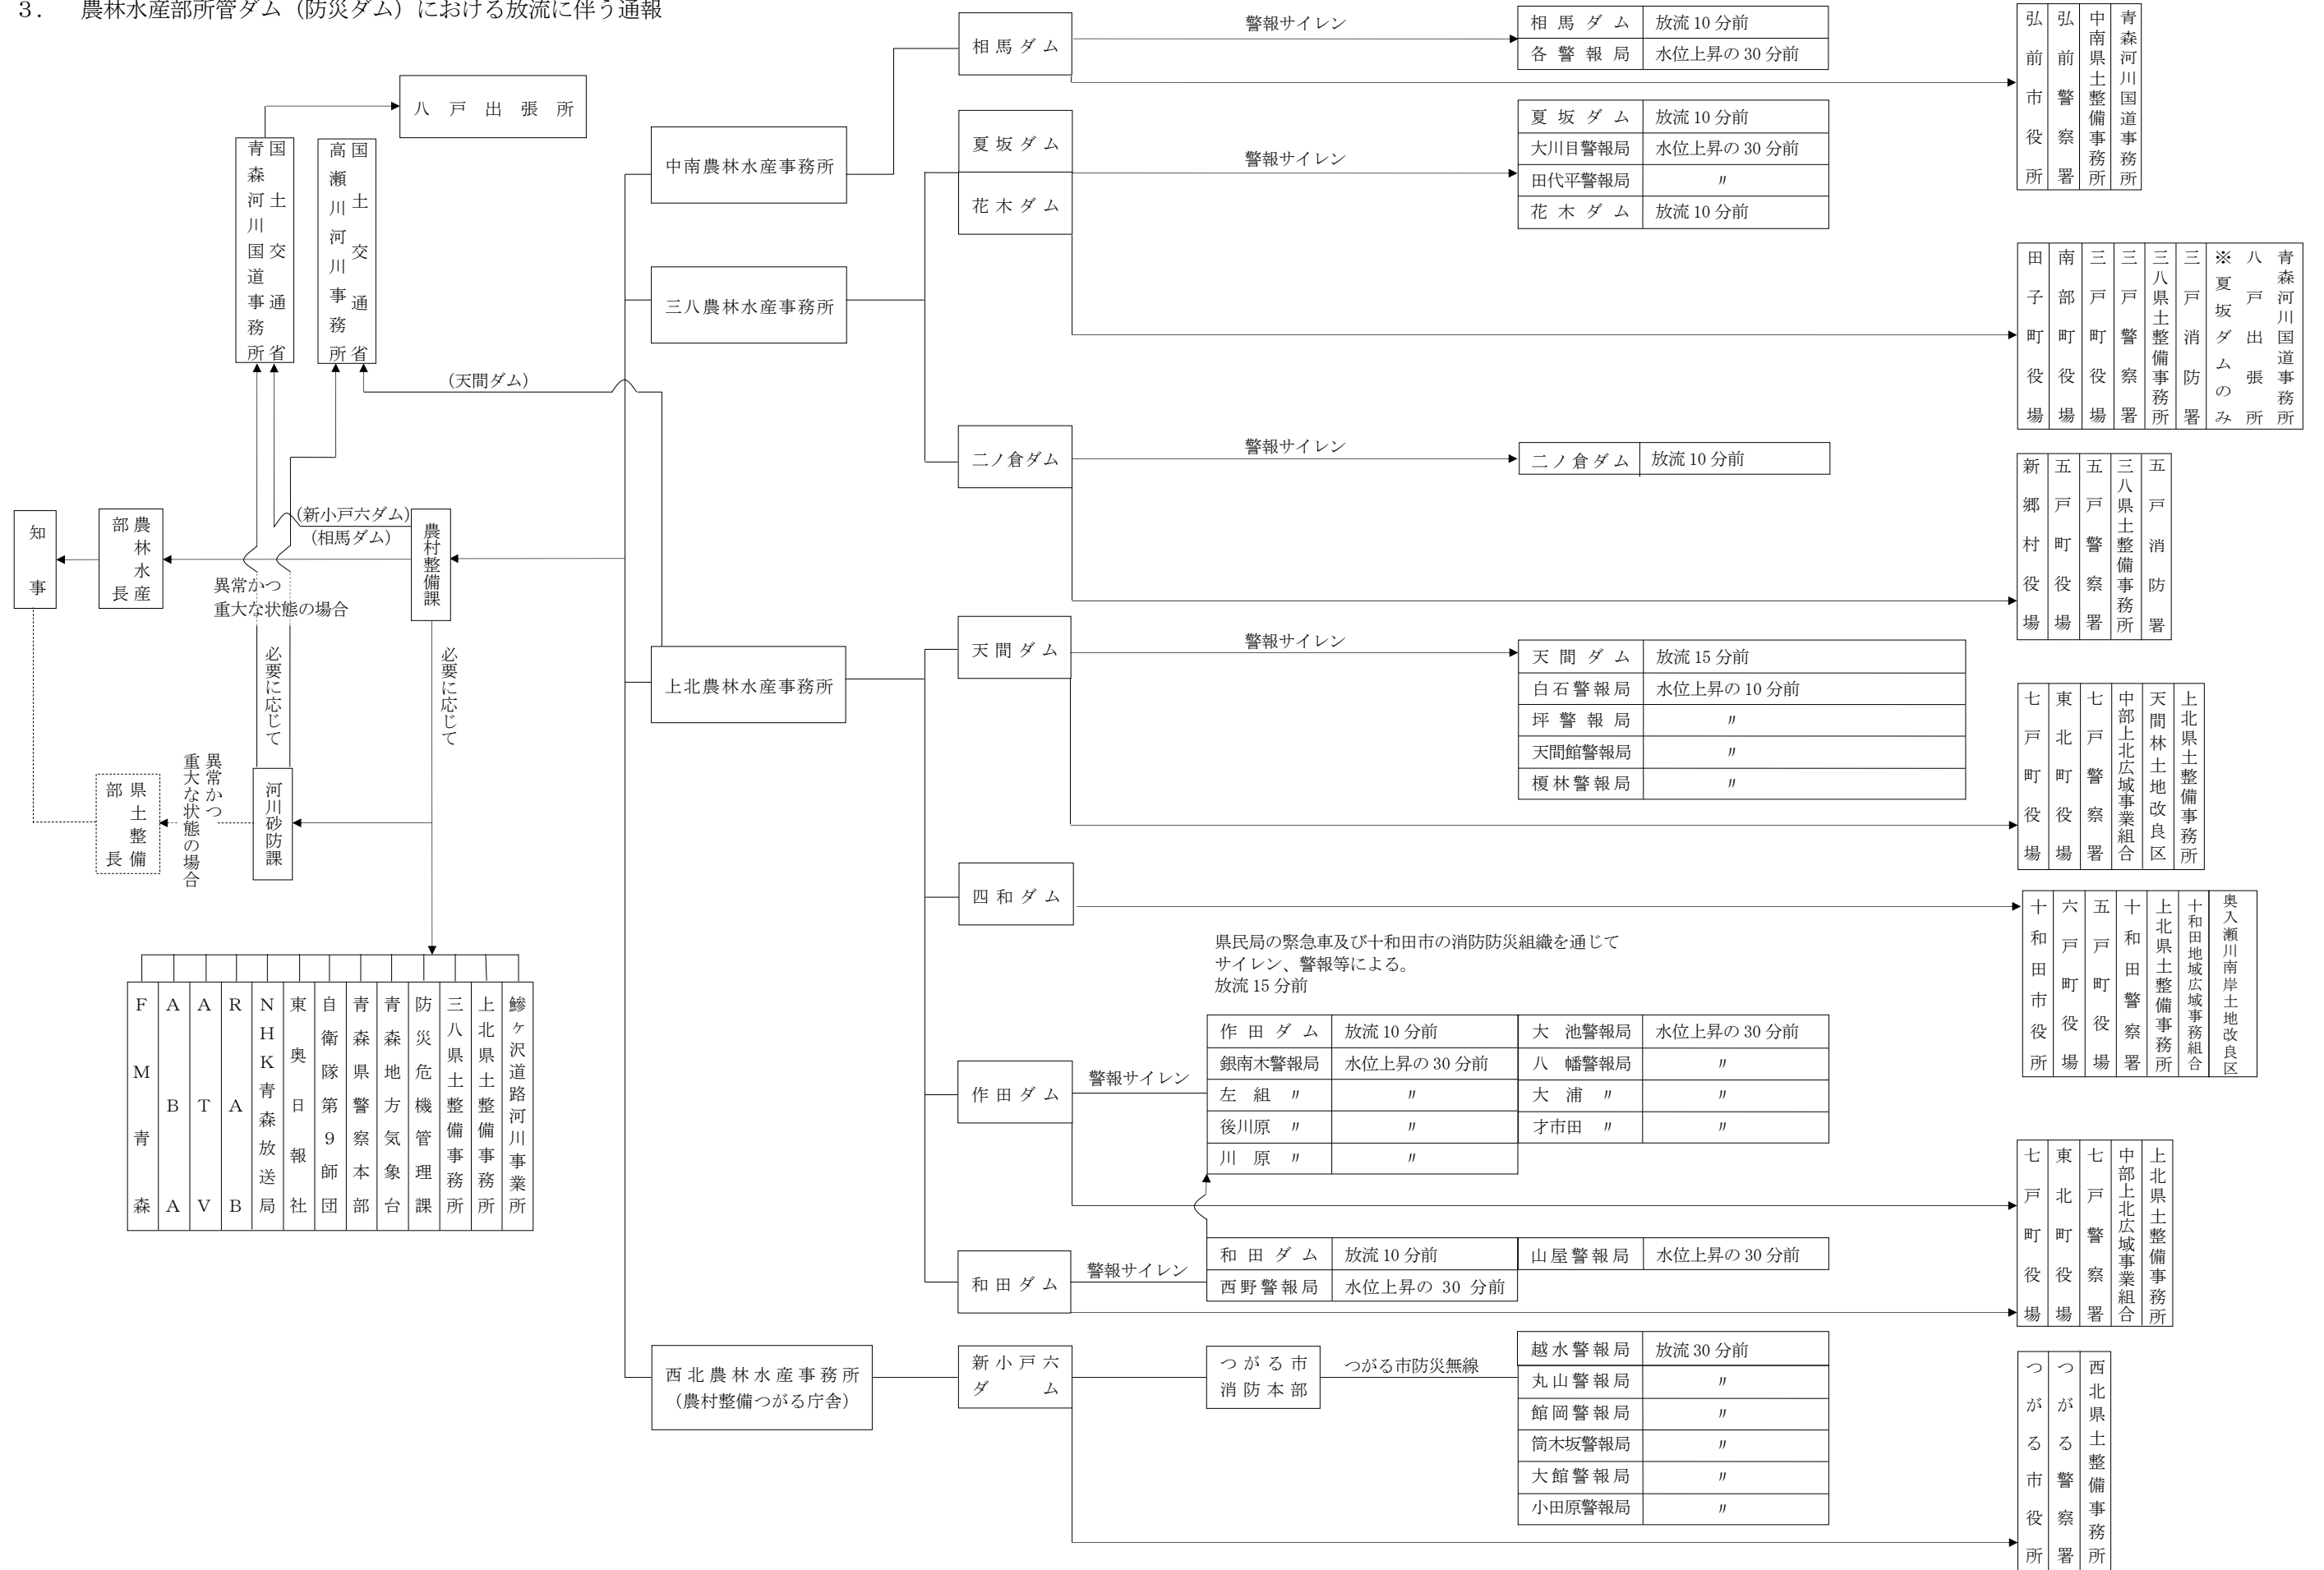 ３．　農林水産部所管ダム（防災ダム）における放流に伴う通報
八戸出張所
国土交通省
青森河川国道事務所
国土交通省
高瀬川河川事務所
(天間ダム)
(新小戸六ダム)
(相馬ダム)
知事
農林水産
部長
農村整備課
異常かつ
重大な状態の場合
必要に応じて
必要に応じて
異常かつ
重大な状態の場合
県土整備
部長
河川砂防課
ＦＭ青森
ＡＢＡ
ＡＴＶ
ＲＡＢ
ＮＨＫ青森放送局
東奥日報社
自衛隊第９師団
青森県警察本部
青森地方気象台
防災危機管理課
三八県土整備事務所
上北県土整備事務所
鰺ヶ沢道路河川事業所
中南農林水産事務所
三八農林水産事務所
上北農林水産事務所
西北農林水産事務所
（農村整備つがる庁舎）
相馬ダム
警報サイレン
相馬ダム　放流10分前
各警報局　水位上昇の30分前
弘前市役所
弘前警察署
中南県土整備事務所
青森河川国道事務所
夏坂ダム
花木ダム
警報サイレン
夏坂ダム　放流10分前
大川目警報局　水位上昇の30分前
田代平警報局　〃
花木ダム　放流10分前
田子町役場
南部町役場
三戸町役場
三戸警察署
三八県土整備事務所
三戸消防署
青森河川国道事務所
八戸出張所
※夏坂ダムのみ
二ノ倉ダム
警報サイレン
二ノ倉ダム　放流10分前
新郷村役場
五戸町役場
五戸警察署
三八県土整備事務所
五戸消防署
天間ダム
警報サイレン
天間ダム　放流15分前
白石警報局　水位上昇の10分前
坪警報局　〃
天間館警報局　〃
榎林警報局　〃
七戸町役場
東北町役場
七戸警察署
中部上北広域事業組合
天間林土地改良区
上北県土整備事務所
四和ダム
県民局の緊急車及び十和田市の消防防災組織を通じて
サイレン、警報等による。
放流15分前
十和田市役所
六戸町役場
五戸町役場
十和田警察署
上北県土整備事務所
十和田地域広域事務組合
奥入瀬川南岸土地改良区
作田ダム
警報サイレン
作田ダム　放流10分前　大池警報局　水位上昇の30分前
銀南木警報局　水位上昇の30分前　八幡警報局　〃
左組〃　〃　大浦〃　〃
後川原〃　〃　才市田〃　〃
川原〃　〃
七戸町役場
東北町役場
七戸警察署
中部上北広域事業組合
上北県土整備事務所
和田ダム
警報サイレン
和田ダム　放流10分前　山屋警報局　水位上昇の30分前
西野警報局　水位上昇の 30 分前
新小戸六
ダム
つがる市
消防本部
つがる市防災無線
越水警報局　放流30分前
丸山警報局　〃
館岡警報局　〃
筒木坂警報局　〃
大館警報局　〃
小田原警報局　〃
つがる市役所
つがる警察署
西北県土整備事務所